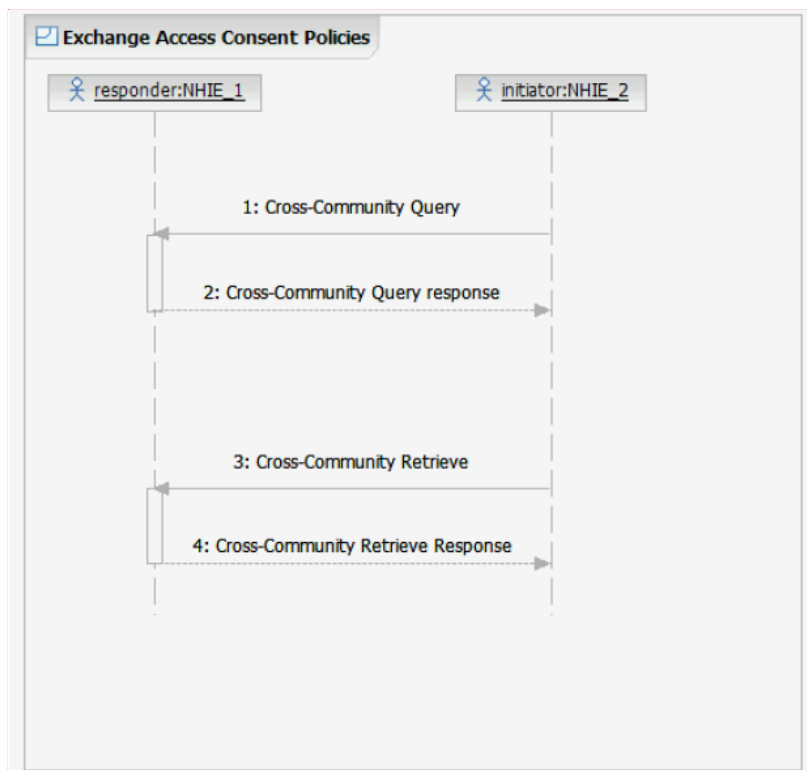 Exchange Access Consent Policies
responder:NHIE_1
initiator:NHIE_2
1: Cross-Community Query
2: Cross-Community Query response
3: Cross-Community Retrieve
4: Cross-Community Retrieve Response